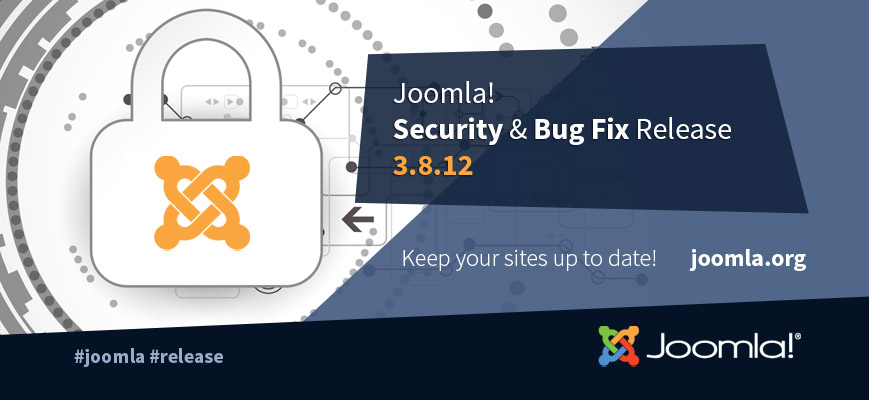 Joomla!
Security & Bug Fix Release
3.8.12
Keep your sites up to date! joomla.org
#joomla #release
Joomla!®